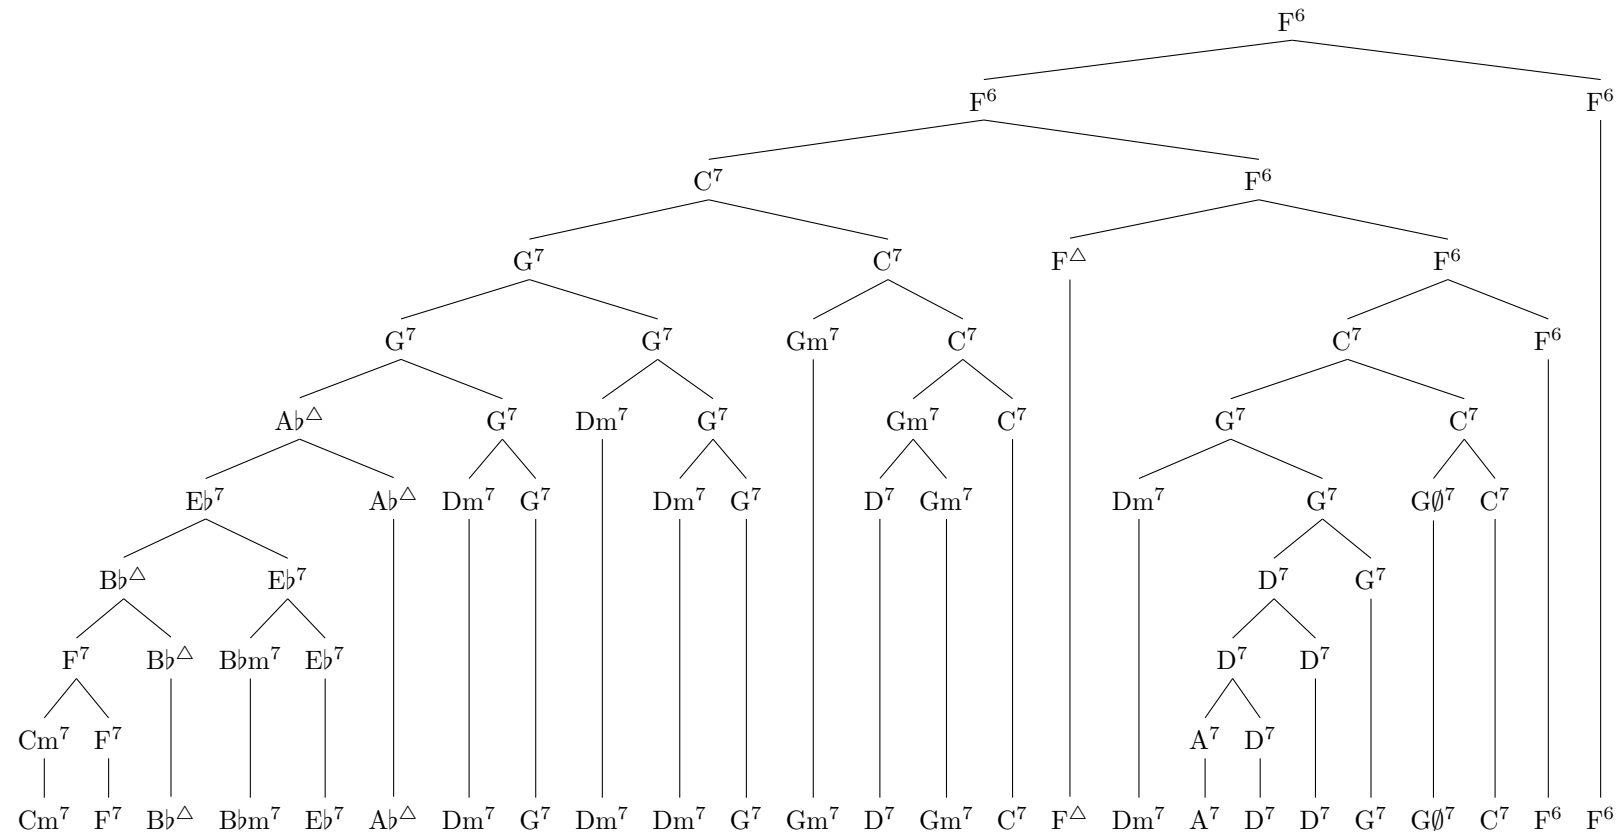 F⁶
F⁶ F⁶
C⁷ F⁶
G⁷ C⁷ F△ F⁶
G⁷ G⁷ Gm⁷ C⁷ C⁷ F⁶
A♭△ G⁷ Dm⁷ G⁷ Gm⁷ C⁷ G⁷ C⁷
E♭⁷ A♭△ Dm⁷ G⁷ Dm⁷ G⁷ D⁷ Gm⁷ Dm⁷ G⁷ G∅⁷ C⁷
B♭△ E♭⁷ D⁷ G⁷
F⁷ B♭△ B♭m⁷ E♭⁷ D⁷ D⁷
Cm⁷ F⁷ A⁷ D⁷
Cm⁷ F⁷ B♭△ B♭m⁷ E♭⁷ A♭△ Dm⁷ G⁷ Dm⁷ Dm⁷ G⁷ Gm⁷ D⁷ Gm⁷ C⁷ F△ Dm⁷ A⁷ D⁷ D⁷ G⁷ G∅⁷ C⁷ F⁶ F⁶